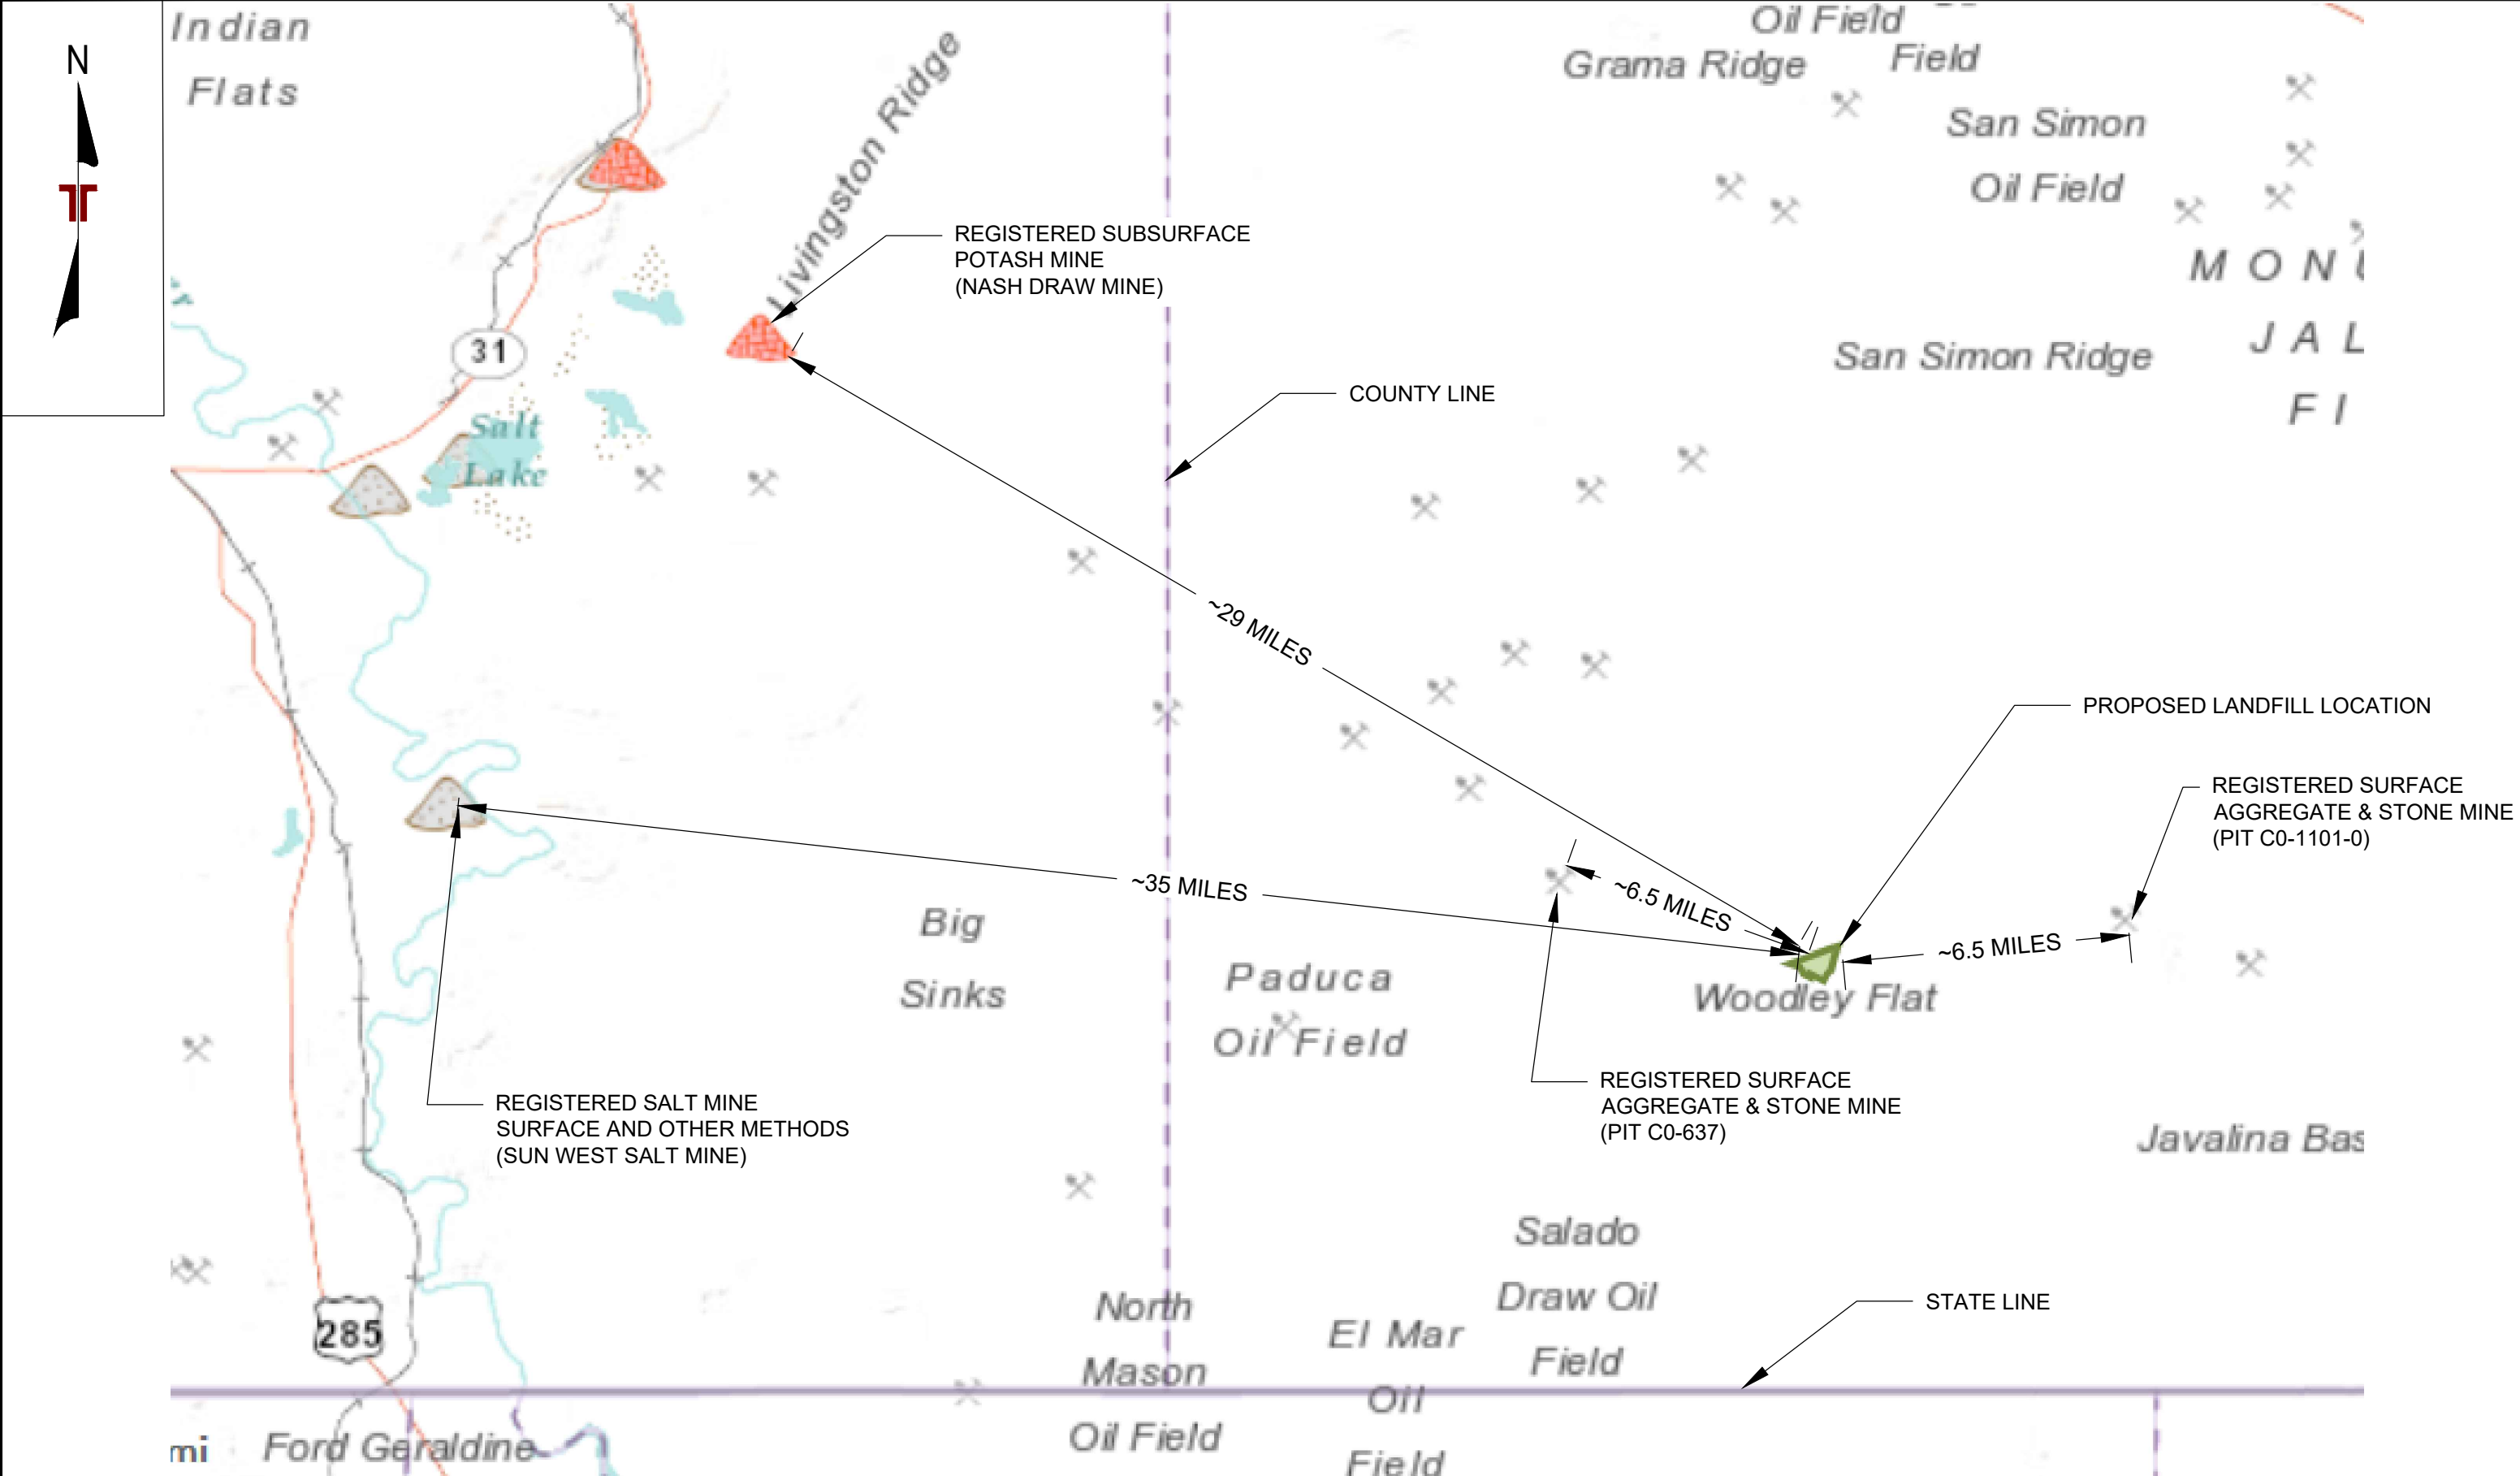 N
Indian
Flats
Livingston Ridge
Oil Field
Field
Grama Ridge
San Simon
Oil Field
REGISTERED SUBSURFACE
POTASH MINE
(NASH DRAW MINE)
31
Salt
Lake
COUNTY LINE
San Simon Ridge
M O N U
J A L
F I
~29 MILES
PROPOSED LANDFILL LOCATION
REGISTERED SURFACE
AGGREGATE & STONE MINE
(PIT C0-1101-0)
~35 MILES
~6.5 MILES
~6.5 MILES
Big
Sinks
Paduca
Oil Field
Woodley Flat
REGISTERED SALT MINE
SURFACE AND OTHER METHODS
(SUN WEST SALT MINE)
REGISTERED SURFACE
AGGREGATE & STONE MINE
(PIT C0-637)
Javalina Bas
Salado
Draw Oil
Field
STATE LINE
285
North
Mason
Oil Field
El Mar
Oil
Field
mi
Ford Geraldine